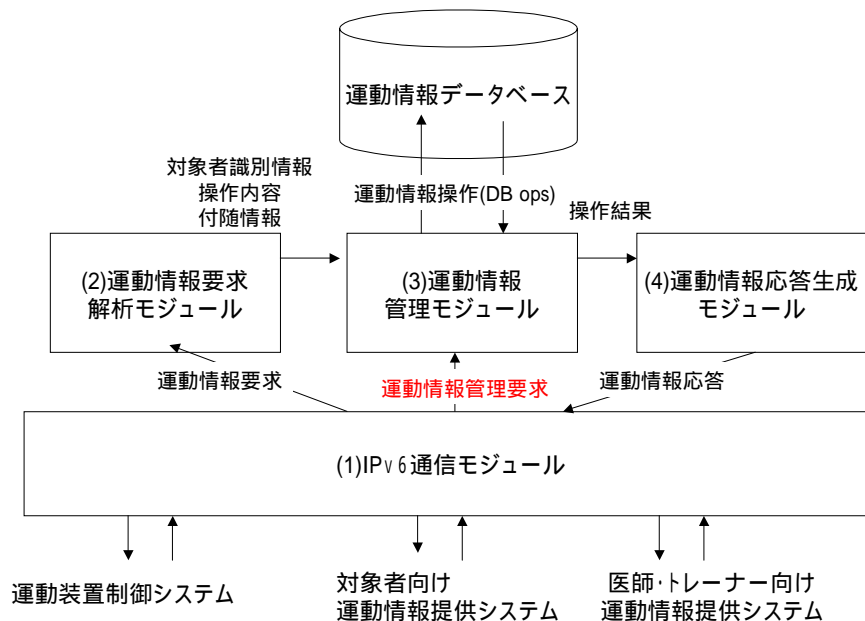 運動情報データベース
対象者識別情報
操作内容
付随情報
運動情報操作(DB ops)
操作結果
(2)運動情報要求
解析モジュール
(3)運動情報
管理モジュール
(4)運動情報応答生成
モジュール
運動情報要求
運動情報管理要求
運動情報応答
(1)IPv6通信モジュール
運動装置制御システム
対象者向け
運動情報提供システム
医師・トレーナー向け
運動情報提供システム